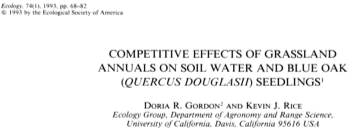 Ecology, 74(1), 1993, pp. 68–82
© 1993 by the Ecological Society of America
COMPETITIVE EFFECTS OF GRASSLAND
ANNUALS ON SOIL WATER AND BLUE OAK
(QUERCUS DOUGLASII) SEEDLINGS¹
DORIA R. GORDON² AND KEVIN J. RICE
Ecology Group, Department of Agronomy and Range Science,
University of California, Davis, California 95616 USA